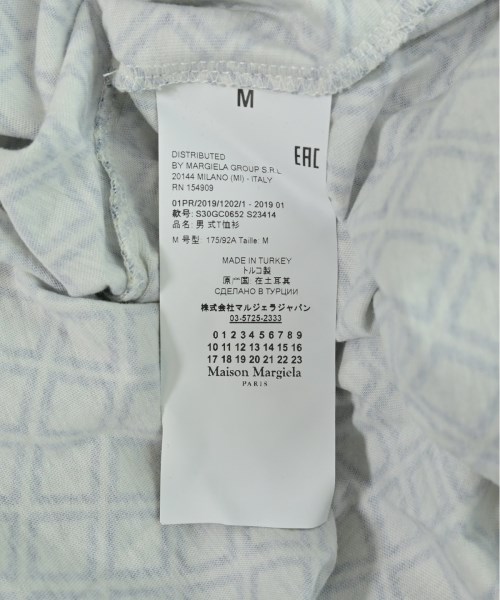 M
EAC
DISTRIBUTED
BY MARGIELA GROUP S.R.L.
20144 MILANO (MI) - ITALY
RN 154909
01PR/2019/1202/1 - 2019 01
款号: S30GC0652 S23414
品名: 男 式T恤衫
M 号型: 175/92A Taille: M
MADE IN TURKEY
トルコ製
原产国 在土耳其
СДЕЛАНО В ТУРЦИИ
株式会社マルジェラジャパン
03-5725-2333
0 1 2 3 4 5 6 7 8 9
10 11 12 13 14 15 16
17 18 19 20 21 22 23
Maison Margiela
PARIS